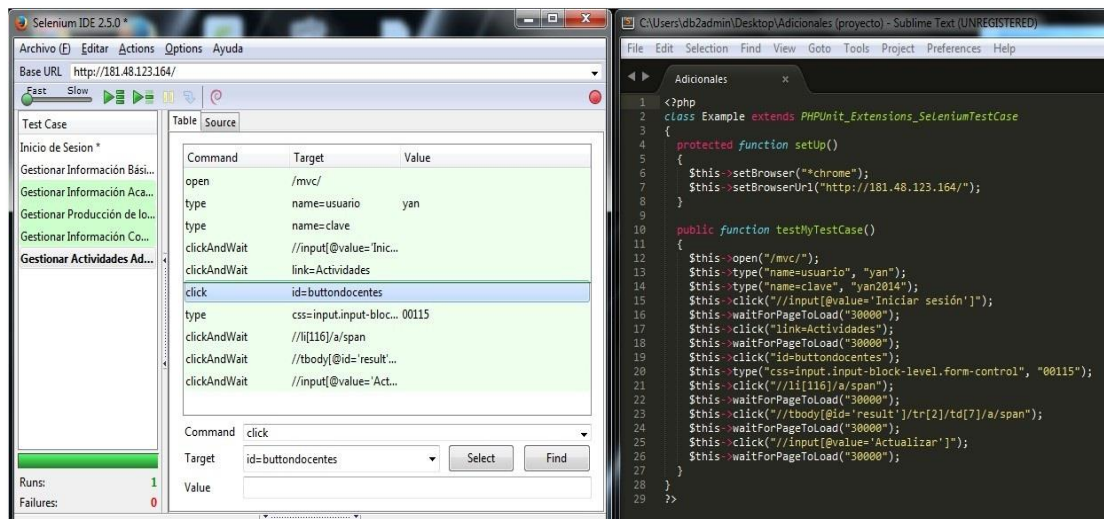 Selenium IDE 2.5.0 *
Archivo (F) Editar Actions Options Ayuda
Base URL http://181.48.123.164/
Fast Slow
Test Case
Inicio de Sesion *
Gestionar Información Bási...
Gestionar Información Aca...
Gestionar Producción de lo...
Gestionar Información Co...
Gestionar Actividades Ad...
Runs: 1
Failures: 0
Table Source
Command Target Value
open /mvc/
type name=usuario yan
type name=clave
clickAndWait //input[@value='Inic...
clickAndWait link=Actividades
click id=buttondocentes
type css=input.input-bloc... 00115
clickAndWait //li[116]/a/span
clickAndWait //tbody[@id='result'...
clickAndWait //input[@value='Act...
Command click
Target id=buttondocentes Select Find
Value
C:\Users\db2admin\Desktop\Adicionales (proyecto) - Sublime Text (UNREGISTERED)
File Edit Selection Find View Goto Tools Project Preferences Help
Adicionales x
1 <?php
2 class Example extends PHPUnit_Extensions_SeleniumTestCase
3 {
4 protected function setUp()
5 {
6 $this->setBrowser("*chrome");
7 $this->setBrowserUrl("http://181.48.123.164/");
8 }
9
10 public function testMyTestCase()
11 {
12 $this->open("/mvc/");
13 $this->type("name=usuario", "yan");
14 $this->type("name=clave", "yan2014");
15 $this->click("//input[@value='Iniciar sesión']");
16 $this->waitForPageToLoad("30000");
17 $this->click("link=Actividades");
18 $this->waitForPageToLoad("30000");
19 $this->click("id=buttondocentes");
20 $this->type("css=input.input-block-level.form-control", "00115");
21 $this->click("//li[116]/a/span");
22 $this->waitForPageToLoad("30000");
23 $this->click("//tbody[@id='result']/tr[2]/td[7]/a/span");
24 $this->waitForPageToLoad("30000");
25 $this->click("//input[@value='Actualizar']");
26 $this->waitForPageToLoad("30000");
27 }
28 }
29 ?>